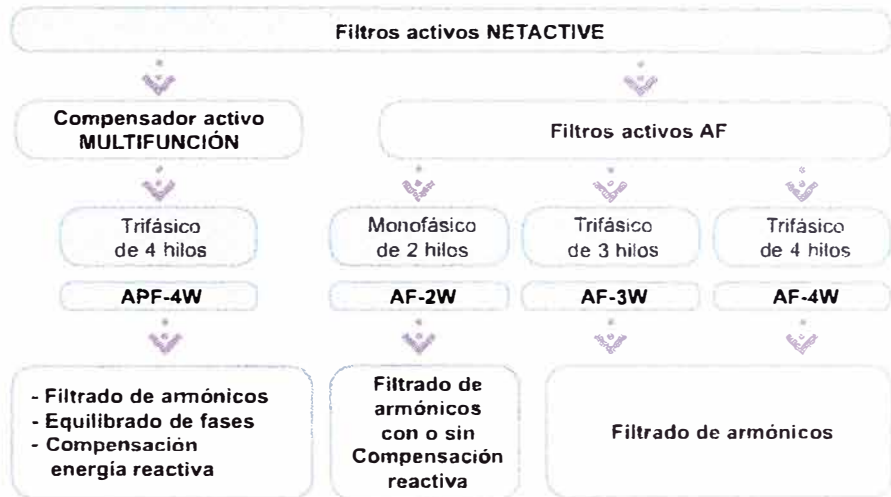 Filtros activos NETACTIVE
Compensador activo
MULTIFUNCIÓN
Filtros activos AF
Trifásico
de 4 hilos
Monofásico
de 2 hilos
Trifásico
de 3 hilos
Trifásico
de 4 hilos
APF-4W
AF-2W
AF-3W
AF-4W
- Filtrado de armónicos
- Equilibrado de fases
- Compensación
energía reactiva
Filtrado de
armónicos
con o sin
Compensación
reactiva
Filtrado de armónicos